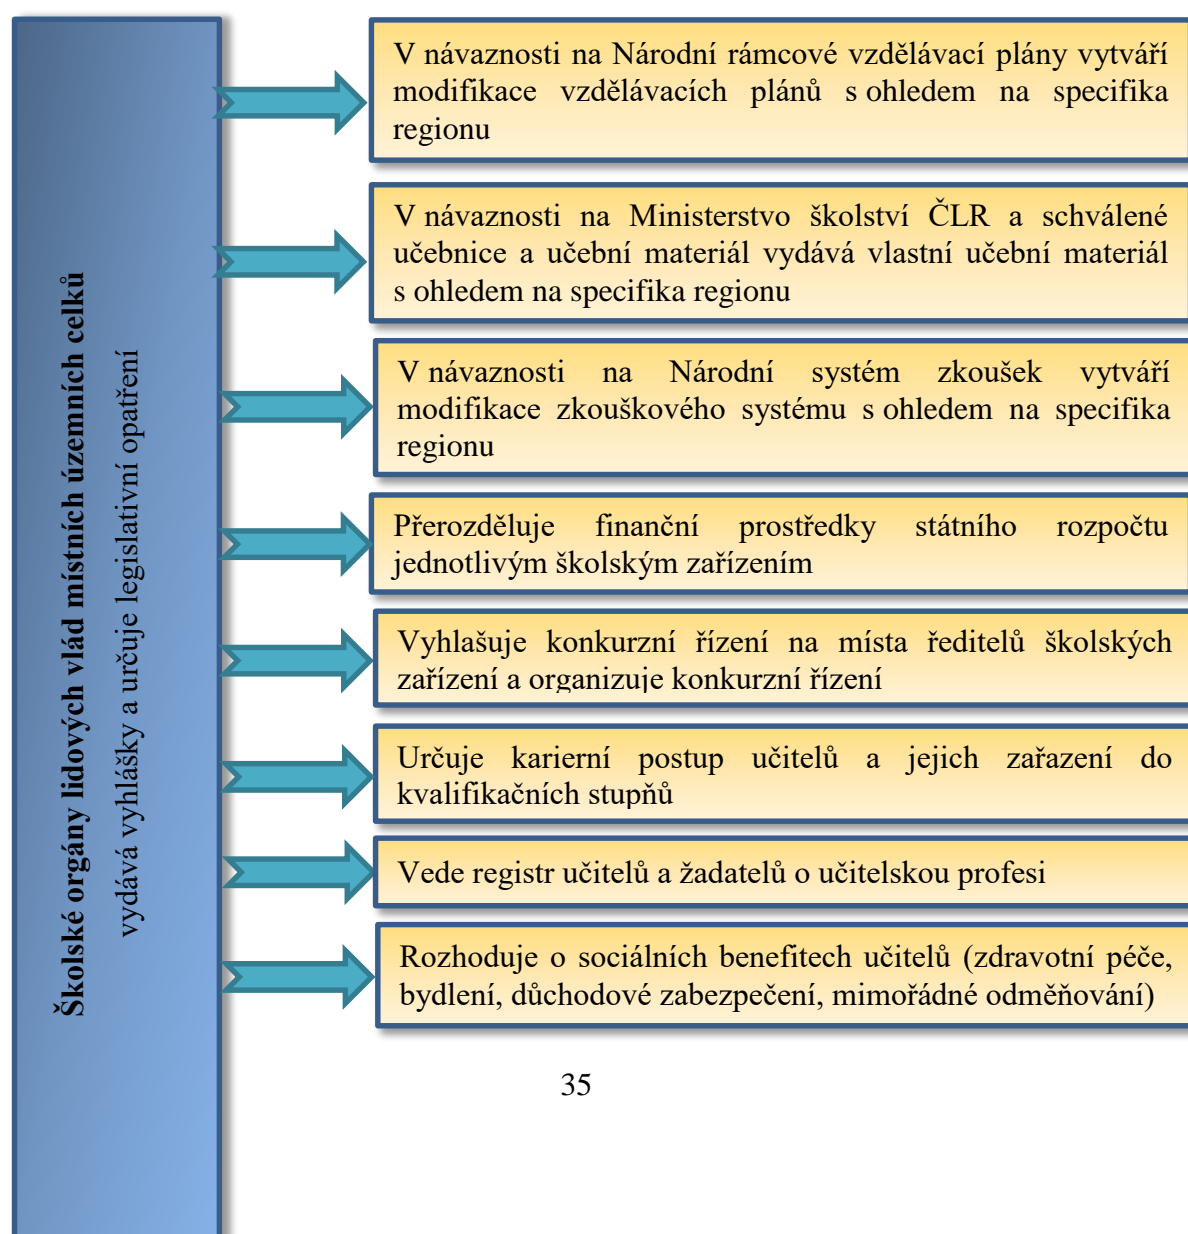 Školské orgány lidových vlád místních územních celků
vydává vyhlášky a určuje legislativní opatření
V návaznosti na Národní rámcové vzdělávací plány vytváří
modifikace vzdělávacích plánů s ohledem na specifika
regionu
V návaznosti na Ministerstvo školství ČLR a schválené
učebnice a učební materiál vydává vlastní učební materiál
s ohledem na specifika regionu
V návaznosti na Národní systém zkoušek vytváří
modifikace zkouškového systému s ohledem na specifika
regionu
Přerozděluje finanční prostředky státního rozpočtu
jednotlivým školským zařízením
Vyhlašuje konkurzní řízení na místa ředitelů školských
zařízení a organizuje konkurzní řízení
Určuje karierní postup učitelů a jejich zařazení do
kvalifikačních stupňů
Vede registr učitelů a žadatelů o učitelskou profesi
Rozhoduje o sociálních benefitech učitelů (zdravotní péče,
bydlení, důchodové zabezpečení, mimořádné odměňování)
35